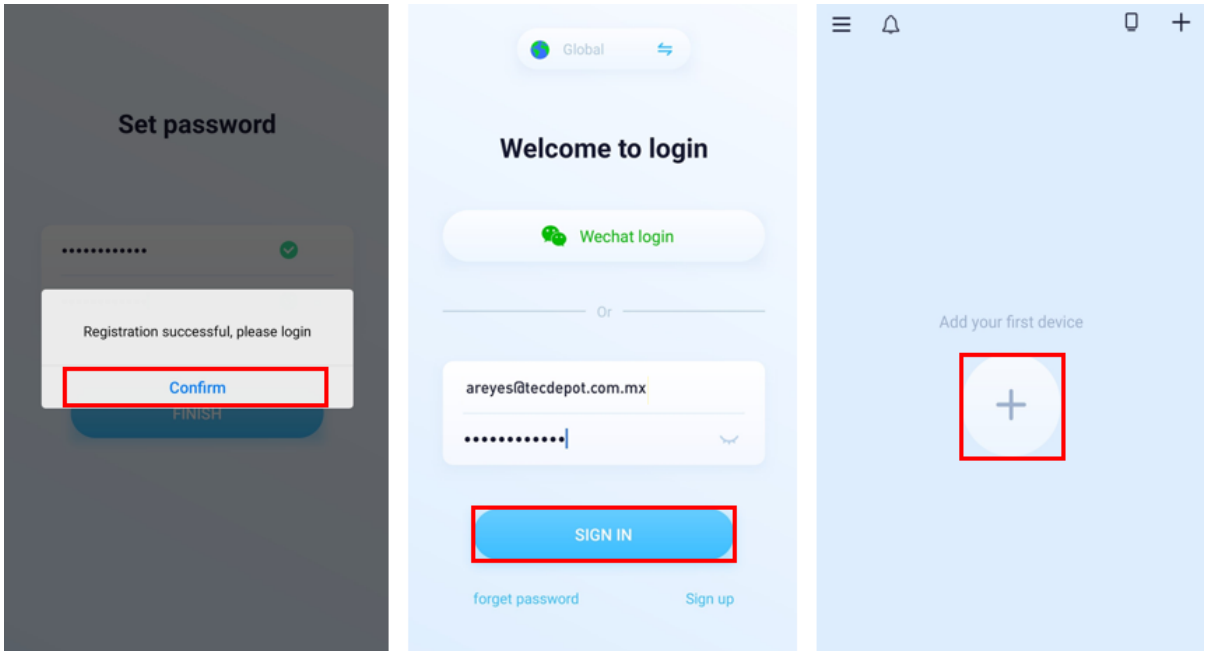 Set password
••••••••••••
Registration successful, please login
Confirm
FINISH
Global
Welcome to login
Wechat login
Or
areyes@tecdepot.com.mx
••••••••••••
SIGN IN
forget password
Sign up
Add your first device